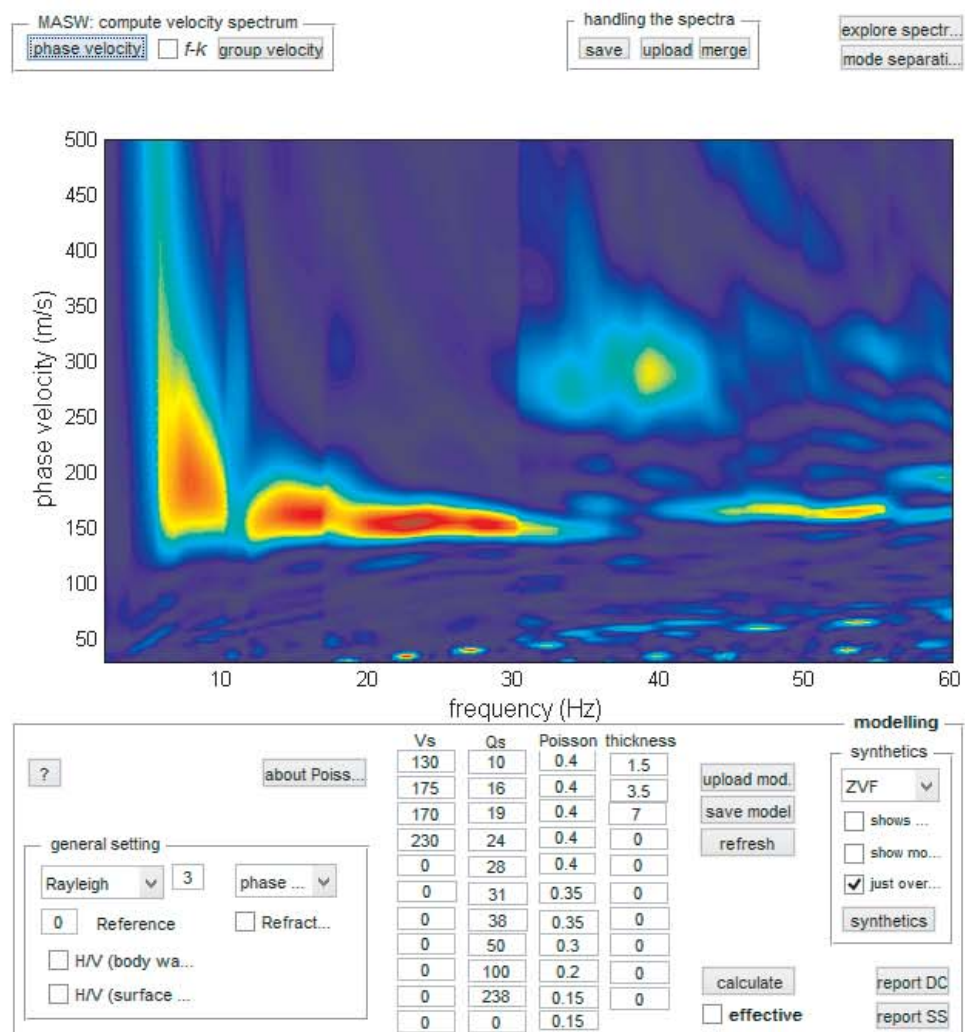 MASW: compute velocity spectrum
phase velocity f-k group velocity
handling the spectra
save upload merge
explore spectr...
mode separati...
500
450
400
350
300
250
200
150
100
50
phase velocity (m/s)
10 20 30 40 50 60
frequency (Hz)
modelling
? about Poiss...
general setting
Rayleigh 3 phase ...
0 Reference Refract...
H/V (body wa...
H/V (surface ...
Vs Qs Poisson thickness
130 10 0.4 1.5
175 16 0.4 3.5
170 19 0.4 7
230 24 0.4 0
0 28 0.4 0
0 31 0.35 0
0 38 0.35 0
0 50 0.3 0
0 100 0.2 0
0 238 0.15 0
0 0 0.15
upload mod.
save model
refresh
calculate
effective
synthetics
ZVF
shows ...
show mo...
just over...
synthetics
report DC
report SS